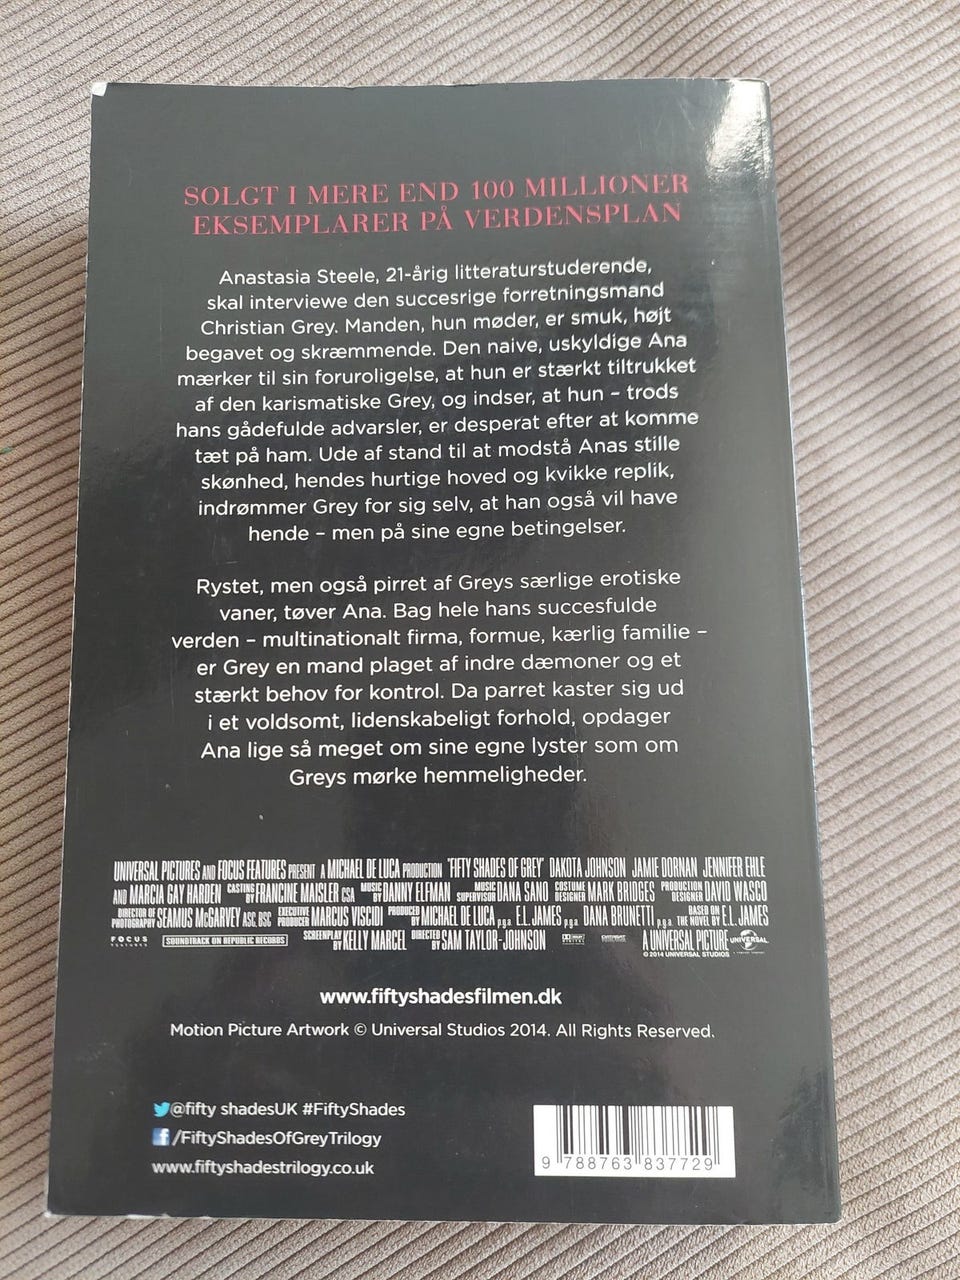 SOLGT I MERE END 100 MILLIONER
EKSEMPLARER PÅ VERDENSPLAN
Anastasia Steele, 21-årig litteraturstuderende,
skal interviewe den succesrige forretningsmand
Christian Grey. Manden, hun møder, er smuk, højt
begavet og skræmmende. Den naive, uskyldige Ana
mærker til sin foruroligelse, at hun er stærkt tiltrukket
af den karismatiske Grey, og indser, at hun – trods
hans gådefulde advarsler, er desperat efter at komme
tæt på ham. Ude af stand til at modstå Anas stille
skønhed, hendes hurtige hoved og kvikke replik,
indrømmer Grey for sig selv, at han også vil have
hende – men på sine egne betingelser.
Rystet, men også pirret af Greys særlige erotiske
vaner, tøver Ana. Bag hele hans succesfulde
verden – multinationalt firma, formue, kærlig familie –
er Grey en mand plaget af indre dæmoner og et
stærkt behov for kontrol. Da parret kaster sig ud
i et voldsomt, lidenskabeligt forhold, opdager
Ana lige så meget om sine egne lyster som om
Greys mørke hemmeligheder.
UNIVERSAL PICTURES AND FOCUS FEATURES PRESENT A MICHAEL DE LUCA PRODUCTION "FIFTY SHADES OF GREY" DAKOTA JOHNSON JAMIE DORNAN JENNIFER EHLE
AND MARCIA GAY HARDEN CASTING BY FRANCINE MAISLER CSA MUSIC BY DANNY ELFMAN MUSIC SUPERVISOR DANA SANO COSTUME DESIGNER MARK BRIDGES PRODUCTION DESIGNER DAVID WASCO
DIRECTOR OF PHOTOGRAPHY SEAMUS McGARVEY ASC, BSC EXECUTIVE PRODUCER MARCUS VISCIDI PRODUCED BY MICHAEL DE LUCA p.g.a. E.L. JAMES p.g.a. DANA BRUNETTI p.g.a. BASED ON THE NOVEL BY E.L. JAMES
FOCUS FEATURES SOUNDTRACK ON REPUBLIC RECORDS SCREENPLAY BY KELLY MARCEL DIRECTED BY SAM TAYLOR-JOHNSON A UNIVERSAL PICTURE UNIVERSAL
© 2014 UNIVERSAL STUDIOS
www.fiftyshadesfilmen.dk
Motion Picture Artwork © Universal Studios 2014. All Rights Reserved.
@fifty shadesUK #FiftyShades
/FiftyShadesOfGreyTrilogy
www.fiftyshadestrilogy.co.uk
9 788763 837729